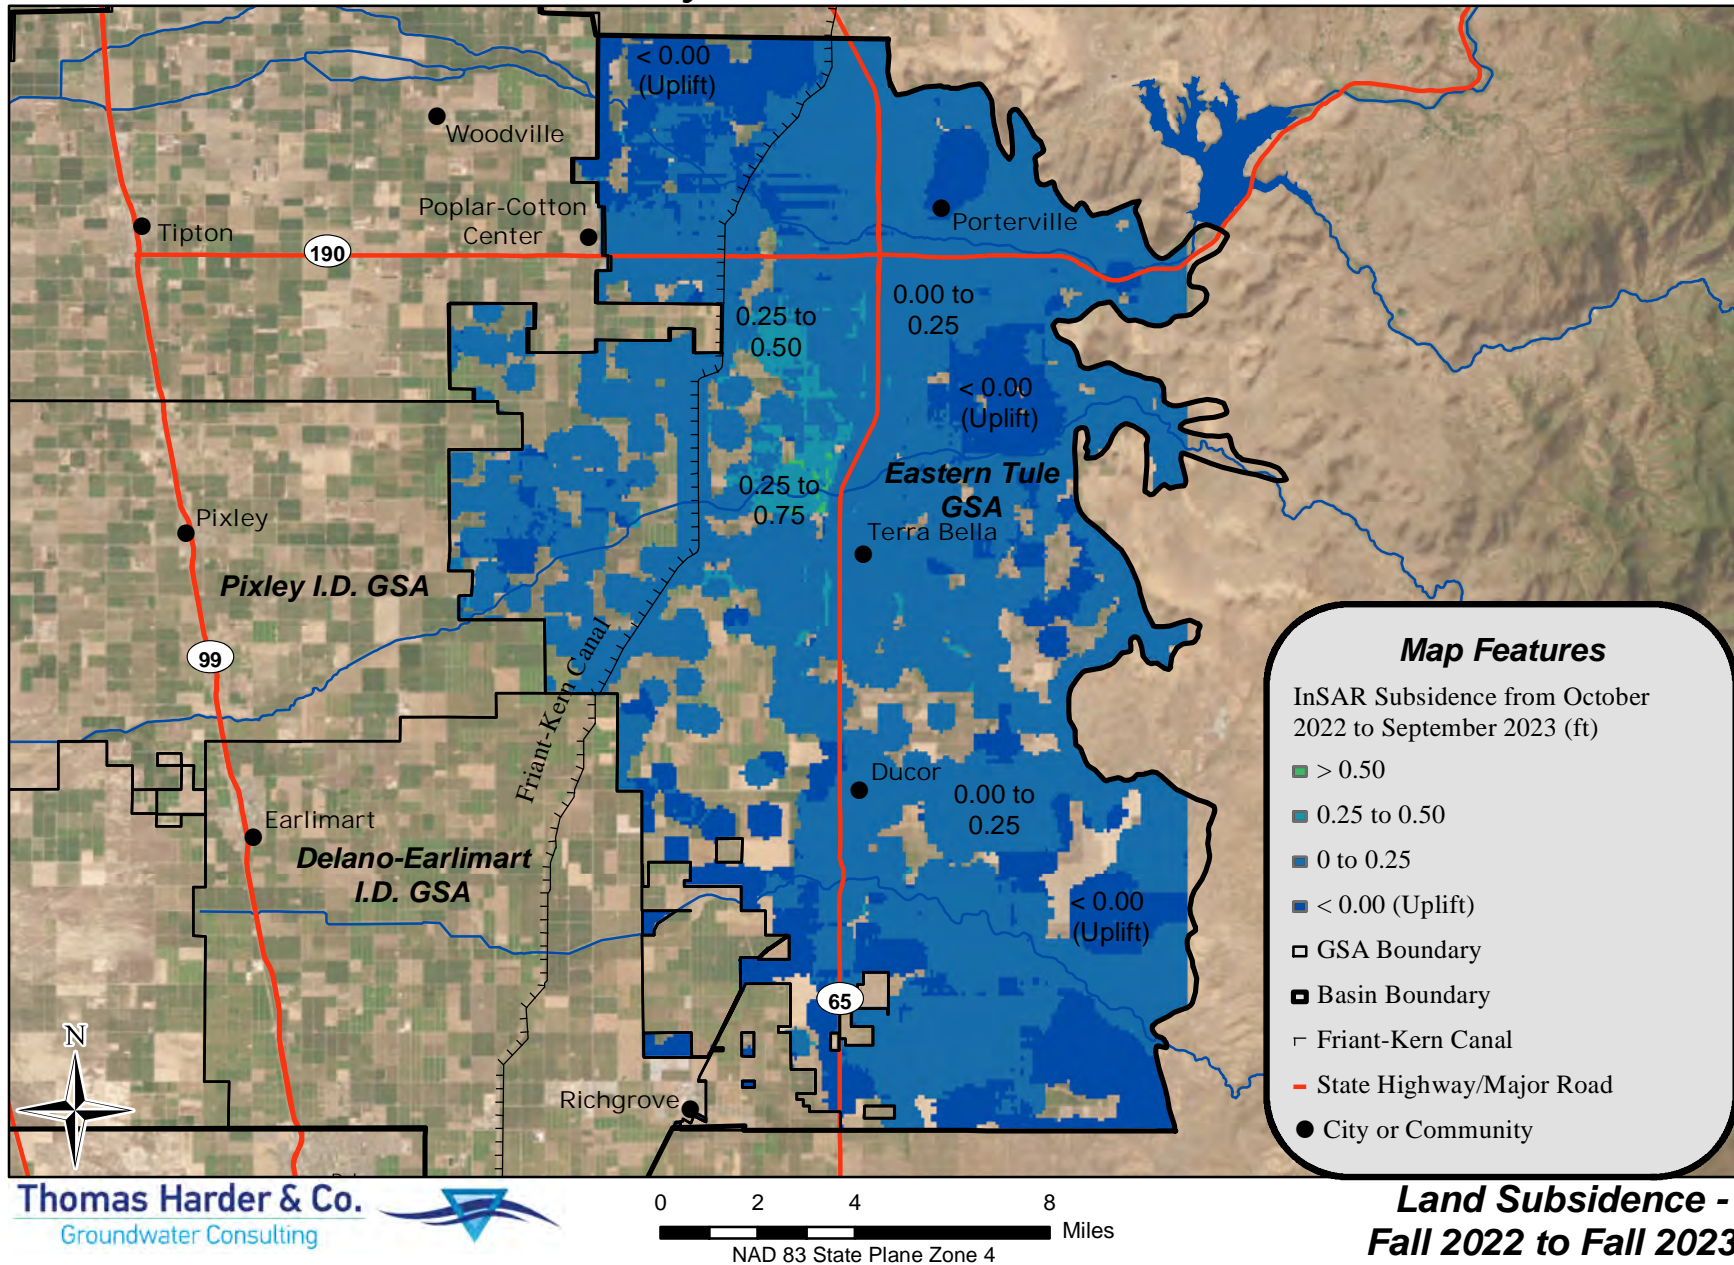 < 0.00
(Uplift)
Woodville
Poplar-Cotton
Center
Tipton
190
Porterville
0.25 to
0.50
0.00 to
0.25
< 0.00
(Uplift)
Eastern Tule
GSA
0.25 to
0.75
Terra Bella
Pixley
Pixley I.D. GSA
99
Friant-Kern Canal
Ducor
0.00 to
0.25
Earlimart
Delano-Earlimart
I.D. GSA
< 0.00
(Uplift)
65
Richgrove
N
Map Features
InSAR Subsidence from October
2022 to September 2023 (ft)
> 0.50
0.25 to 0.50
0 to 0.25
< 0.00 (Uplift)
GSA Boundary
Basin Boundary
Friant-Kern Canal
State Highway/Major Road
City or Community
Thomas Harder & Co.
Groundwater Consulting
0 2 4 8
Miles
NAD 83 State Plane Zone 4
Land Subsidence -
Fall 2022 to Fall 2023